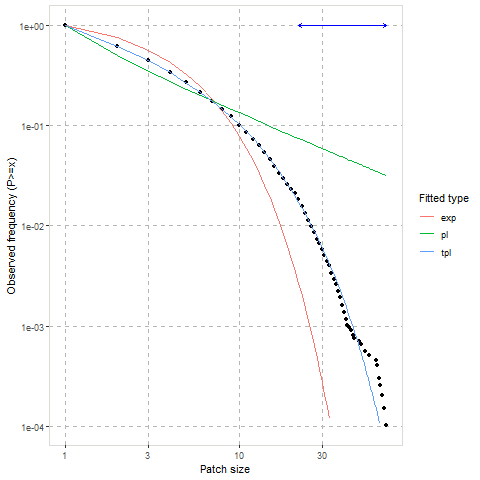 1e+00
1e-01
1e-02
1e-03
1e-04
1
3
10
30
Patch size
Observed frequency (P>=x)
Fitted type
exp
pl
tpl